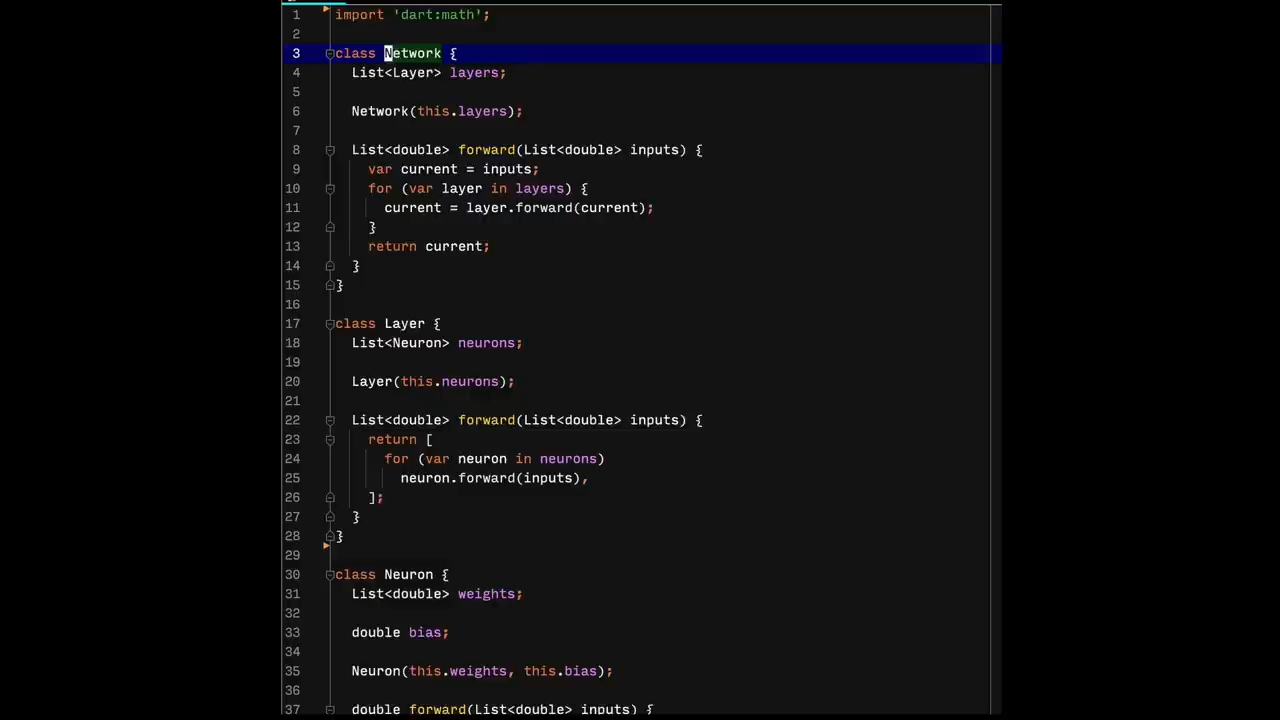 1 import 'dart:math';
2
3 class Network {
4 List<Layer> layers;
5
6 Network(this.layers);
7
8 List<double> forward(List<double> inputs) {
9 var current = inputs;
10 for (var layer in layers) {
11 current = layer.forward(current);
12 }
13 return current;
14 }
15 }
16
17 class Layer {
18 List<Neuron> neurons;
19
20 Layer(this.neurons);
21
22 List<double> forward(List<double> inputs) {
23 return [
24 for (var neuron in neurons)
25 neuron.forward(inputs),
26 ];
27 }
28 }
29
30 class Neuron {
31 List<double> weights;
32
33 double bias;
34
35 Neuron(this.weights, this.bias);
36
37 double forward(List<double> inputs) {